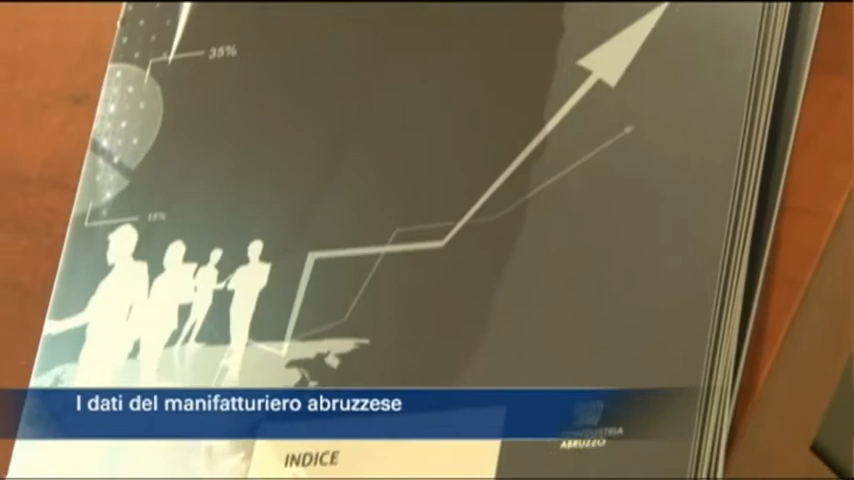 35%
15%
I dati del manifatturiero abruzzese
ABRUZZO
INDICE